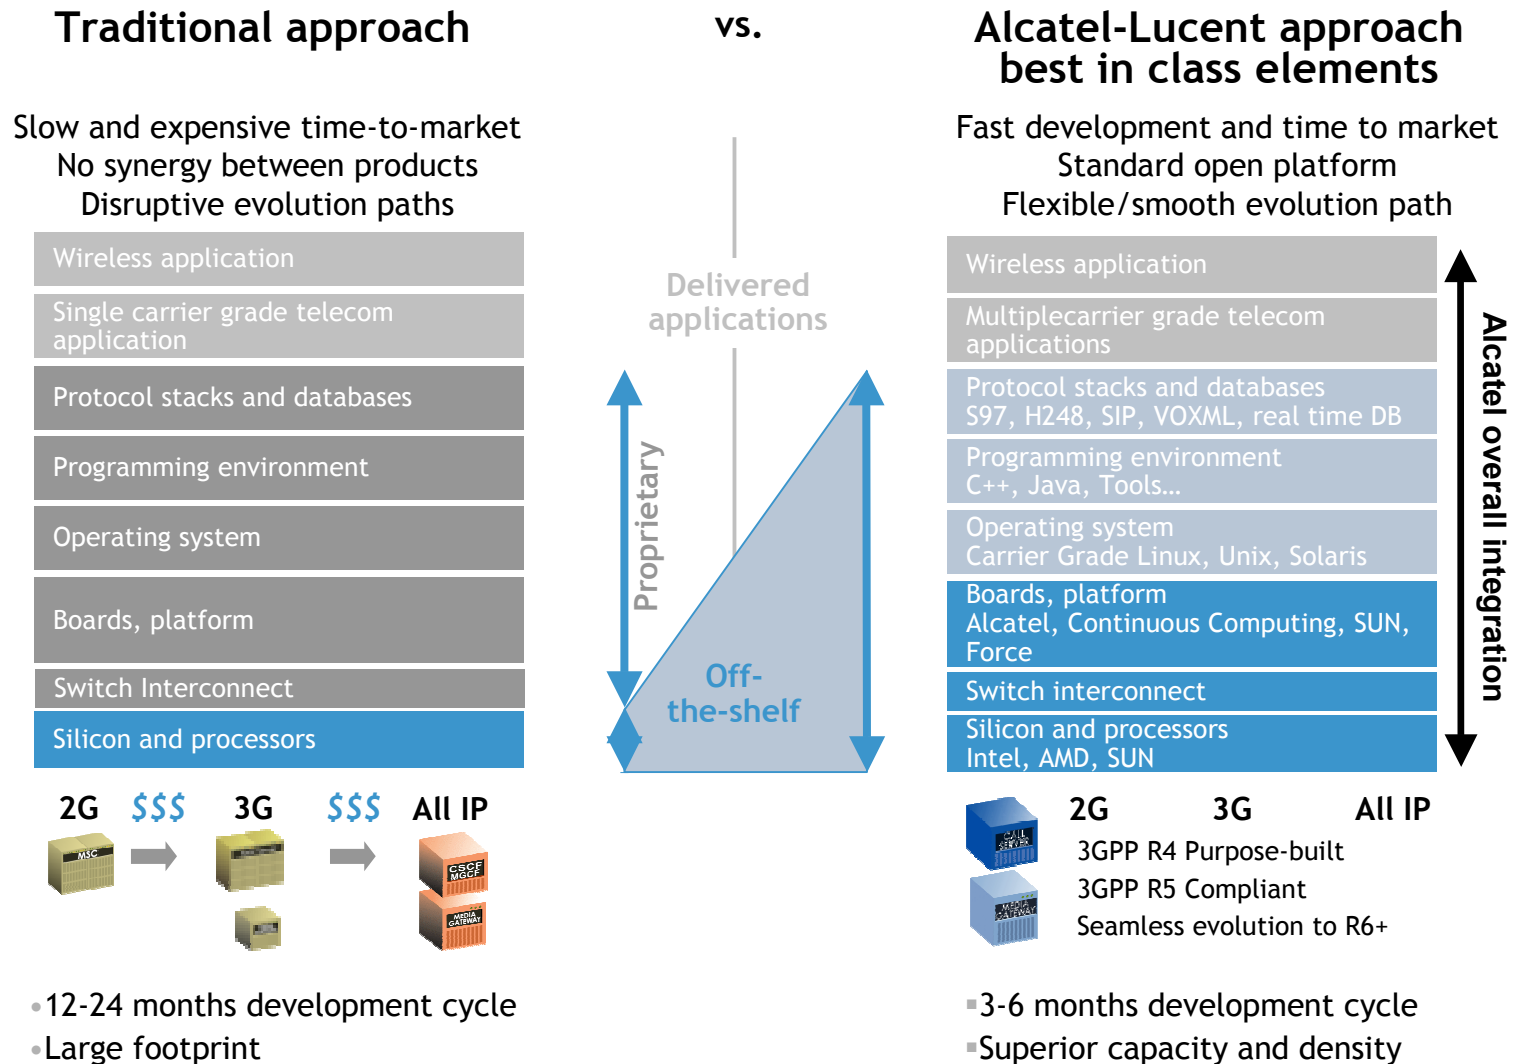 Traditional approach
vs.
Alcatel-Lucent approach
best in class elements
Slow and expensive time-to-market
No synergy between products
Disruptive evolution paths
Fast development and time to market
Standard open platform
Flexible/smooth evolution path
Wireless application
Single carrier grade telecom
application
Protocol stacks and databases
Programming environment
Operating system
Boards, platform
Switch Interconnect
Silicon and processors
Delivered
applications
Proprietary
Off-
the-shelf
Wireless application
Multiplecarrier grade telecom
applications
Protocol stacks and databases
S97, H248, SIP, VOXML, real time DB
Programming environment
C++, Java, Tools…
Operating system
Carrier Grade Linux, Unix, Solaris
Boards, platform
Alcatel, Continuous Computing, SUN,
Force
Switch interconnect
Silicon and processors
Intel, AMD, SUN
Alcatel overall integration
2G $$$ 3G $$$ All IP
MSC
CSCF
MGCF
MEDIA
GATEWAY
2G 3G All IP
CALL
SERVER
MEDIA
GATEWAY
3GPP R4 Purpose-built
3GPP R5 Compliant
Seamless evolution to R6+
•12-24 months development cycle
•Large footprint
▪3-6 months development cycle
▪Superior capacity and density